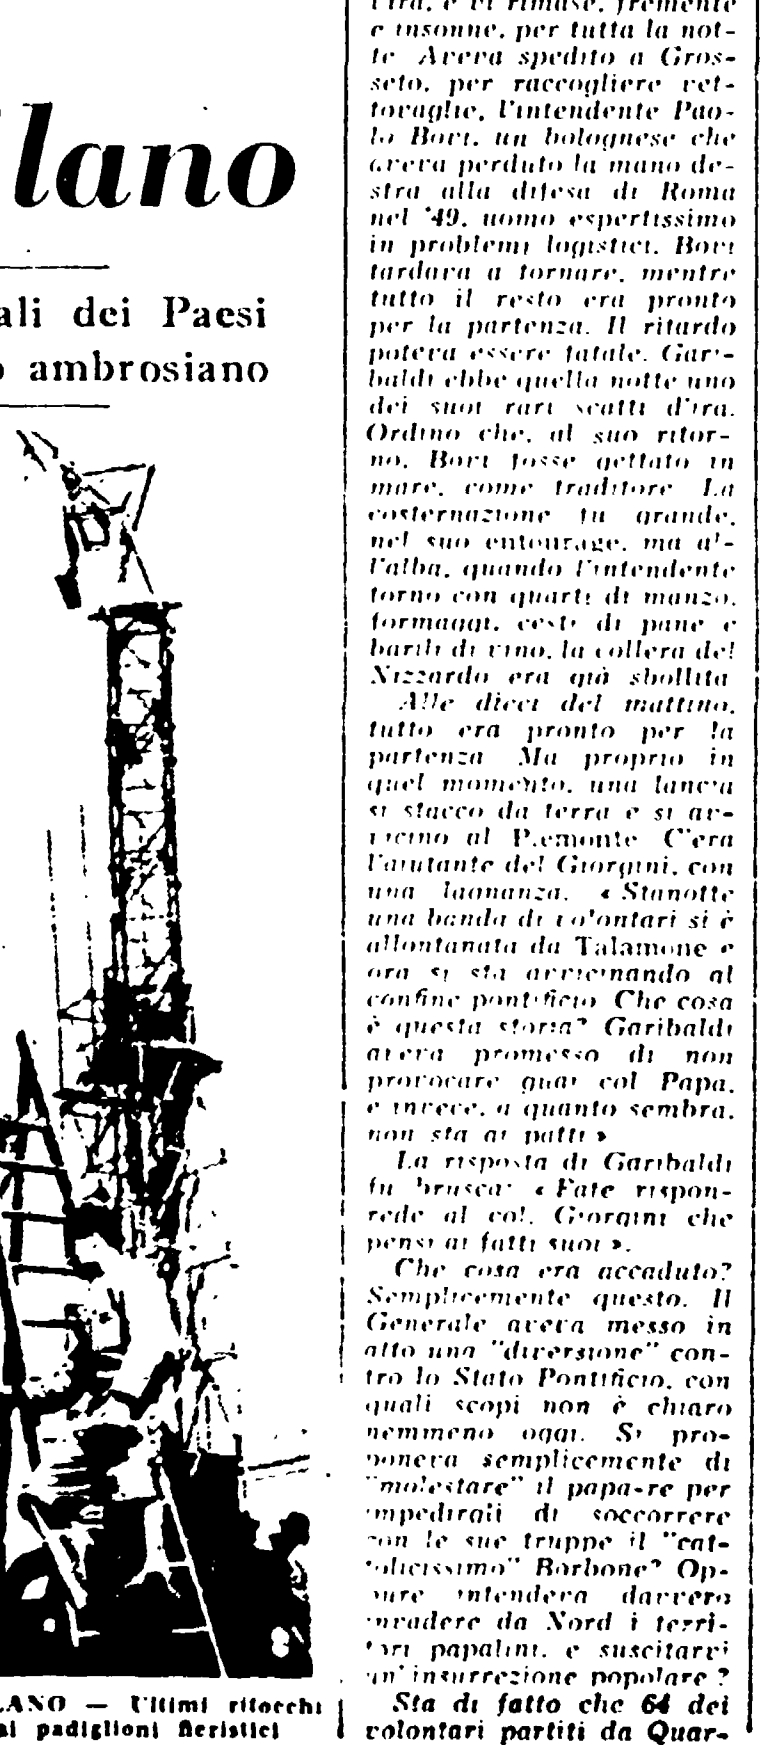 lano
ali dei Paesi
o ambrosiano
LANO — Ultimi ritocchi
ai padiglioni fieristici
l'ira, e vi rimase, fremente
e insonne, per tutta la not-
te. Aveva spedito a Gros-
seto, per raccogliere vet-
tovaglie, l'intendente Pao-
lo Bovi, un bolognese che
aveva perduto la mano de-
stra alla difesa di Roma
nel '49, uomo espertissimo
in problemi logistici. Bovi
tardava a tornare, mentre
tutto il resto era pronto
per la partenza. Il ritardo
poteva essere fatale. Gari-
baldi ebbe quella notte uno
dei suoi rari scatti d'ira.
Ordinò che, al suo ritor-
no, Bovi fosse gettato in
mare, come traditore. La
costernazione fu grande,
nel suo entourage, ma al-
l'alba, quando l'intendente
tornò con quarti di manzo,
formaggi, cesti di pane e
barili di vino, la collera del
Nizzardo era già sbollita.
Alle dieci del mattino,
tutto era pronto per la
partenza. Ma proprio in
quel momento, una lancia
si staccò da terra e si av-
vicinò al Piemonte. C'era
l'aiutante del Giorgini, con
una lagnanza. « Stanotte
una banda di volontari si è
allontanata da Talamone e
ora si sta avvicinando al
confine pontificio. Che cosa
è questa storia? Garibaldi
aveva promesso di non
provocare guai col Papa,
e invece, a quanto sembra,
non sta ai patti ».
La risposta di Garibaldi
fu brusca: « Fate rispon-
rede al col. Giorgini che
pensi ai fatti suoi ».
Che cosa era accaduto?
Semplicemente questo. Il
Generale aveva messo in
atto una "diversione" con-
tro lo Stato Pontificio, con
quali scopi non è chiaro
nemmeno oggi. Si pro-
poneva semplicemente di
"molestare" il papa-re per
impedirgli di soccorrere
con le sue truppe il "cat-
tolicissimo" Borbone? Op-
pure intendeva davvero
invadere da Nord i terri-
tori papalini, e suscitarvi
un'insurrezione popolare?
Sta di fatto che 64 dei
volontari partiti da Quar-